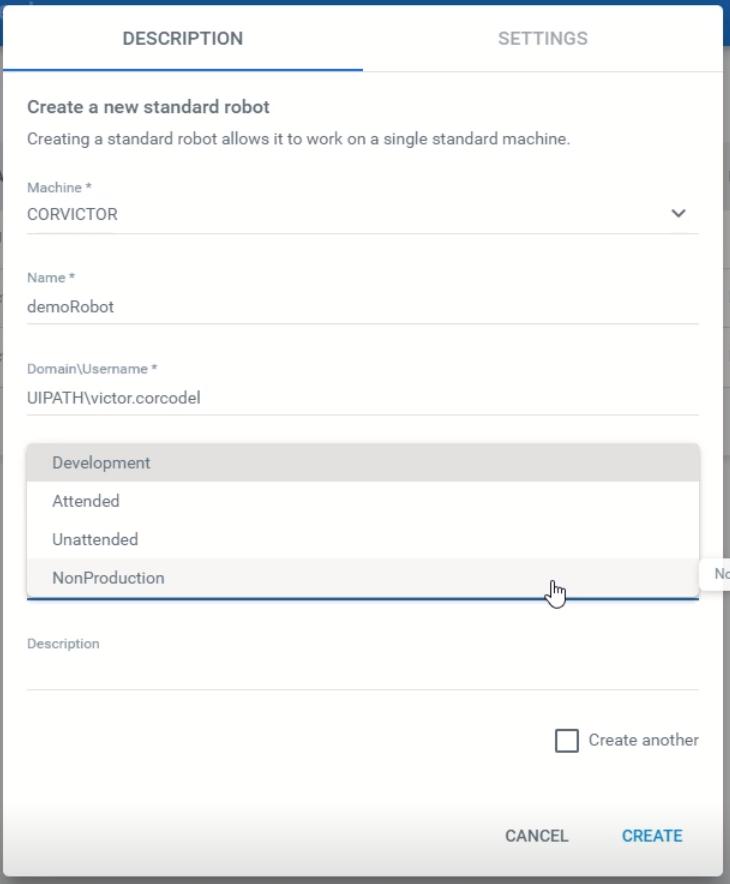 DESCRIPTION
SETTINGS
Create a new standard robot
Creating a standard robot allows it to work on a single standard machine.
Machine *
CORVICTOR
Name *
demoRobot
Domain\Username *
UIPATH\victor.corcodel
Development
Attended
Unattended
NonProduction
Description
Create another
CANCEL
CREATE